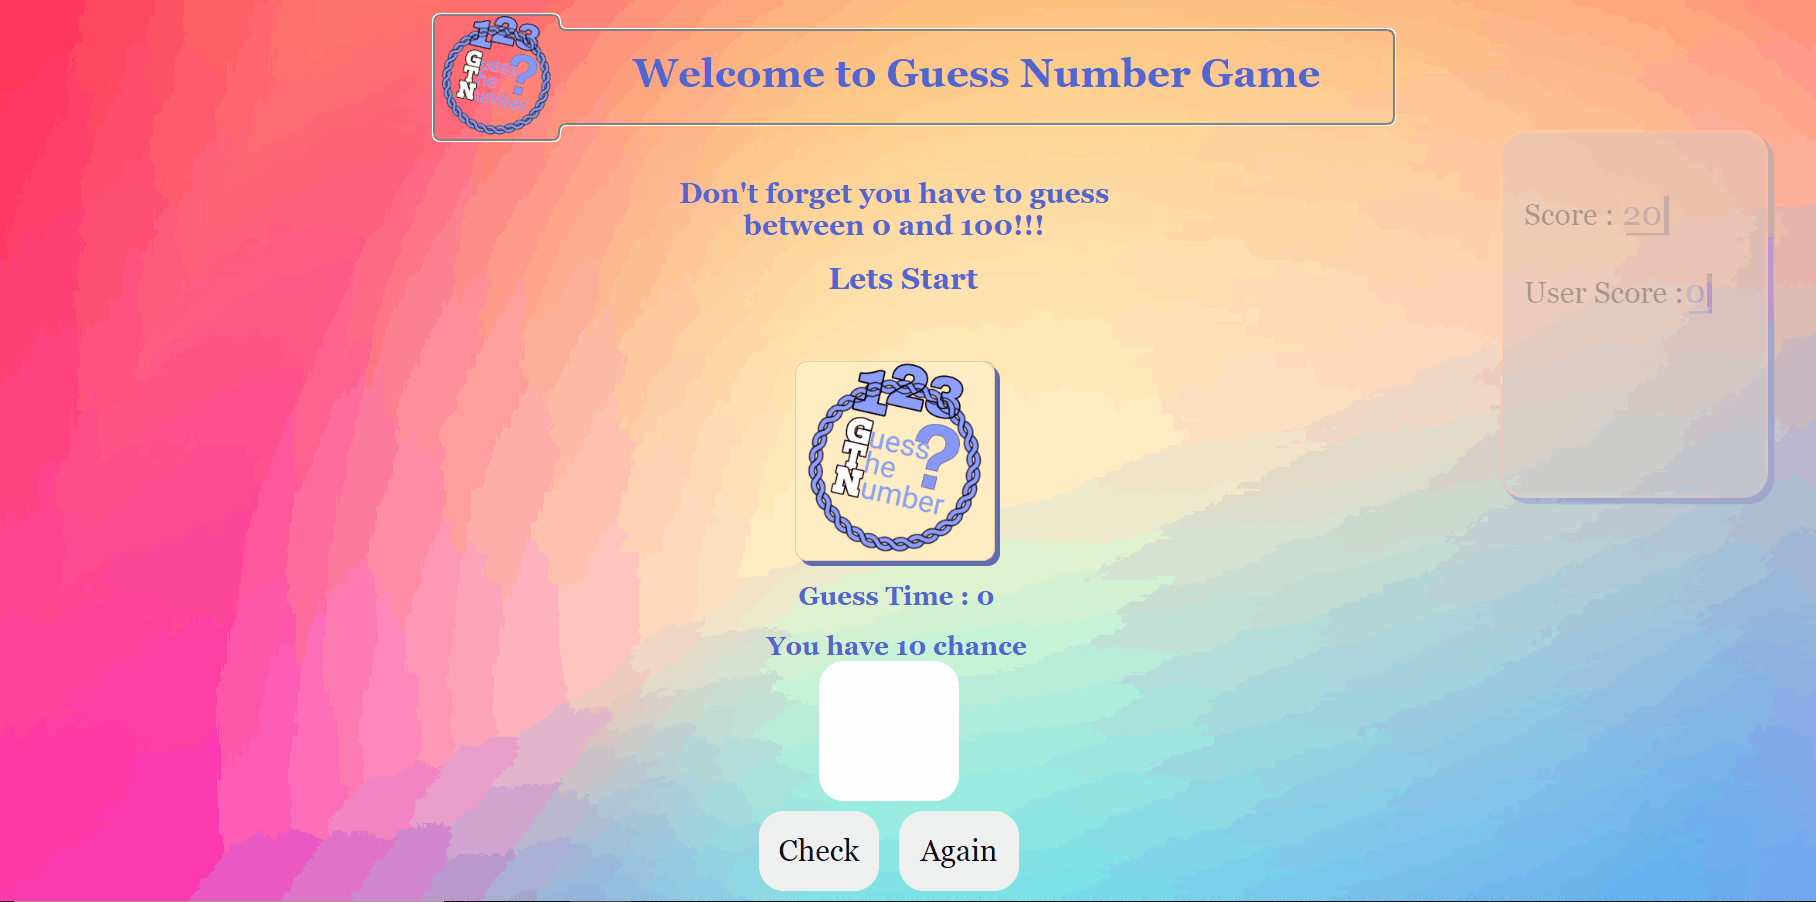 123
Guess
The
Number
?
Welcome to Guess Number Game
Don't forget you have to guess
between 0 and 100!!!
Lets Start
Score : 20
User Score :0
123
Guess
The
Number
?
Guess Time : 0
You have 10 chance
Check
Again